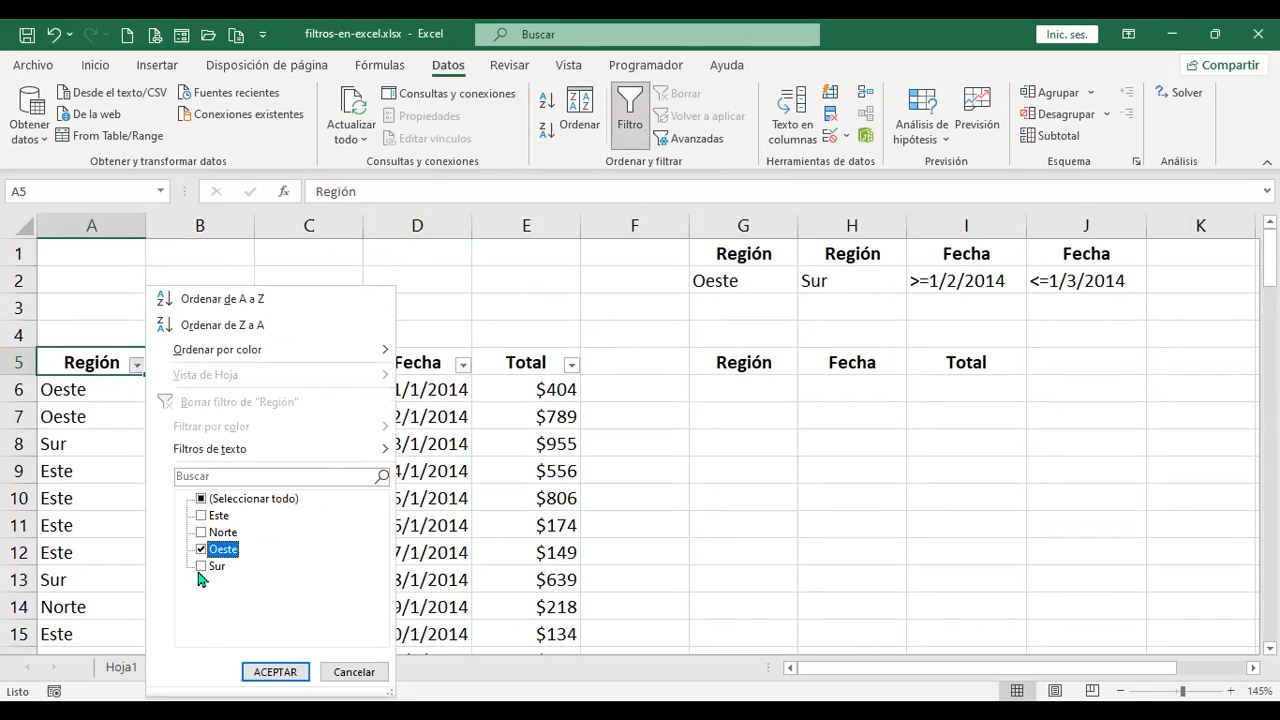 filtros-en-excel.xlsx - Excel
Buscar
Inic. ses.
Archivo Inicio Insertar Disposición de página Fórmulas Datos Revisar Vista Programador Ayuda
Compartir
Obtener datos
Desde el texto/CSV
De la web
From Table/Range
Fuentes recientes
Conexiones existentes
Obtener y transformar datos
Actualizar todo
Consultas y conexiones
Propiedades
Editar vínculos
Consultas y conexiones
Ordenar
Filtro
Borrar
Volver a aplicar
Avanzadas
Ordenar y filtrar
Texto en columnas
Herramientas de datos
Análisis de hipótesis
Previsión
Previsión
Agrupar
Desagrupar
Subtotal
Esquema
Solver
Análisis
A5
Región
A B C D E F G H I J K
1 Región Región Fecha Fecha
2 Oeste Sur >=1/2/2014 <=1/3/2014
3
4
5 Región Fecha Total Región Fecha Total
6 Oeste 1/1/2014 $404
7 Oeste 2/1/2014 $789
8 Sur 3/1/2014 $955
9 Este 4/1/2014 $556
10 Este 5/1/2014 $806
11 Este 6/1/2014 $174
12 Este 7/1/2014 $149
13 Sur 8/1/2014 $639
14 Norte 9/1/2014 $218
15 Este 0/1/2014 $134
Ordenar de A a Z
Ordenar de Z a A
Ordenar por color
Vista de Hoja
Borrar filtro de "Región"
Filtrar por color
Filtros de texto
Buscar
(Seleccionar todo)
Este
Norte
Oeste
Sur
ACEPTAR Cancelar
Hoja1
Listo
145%